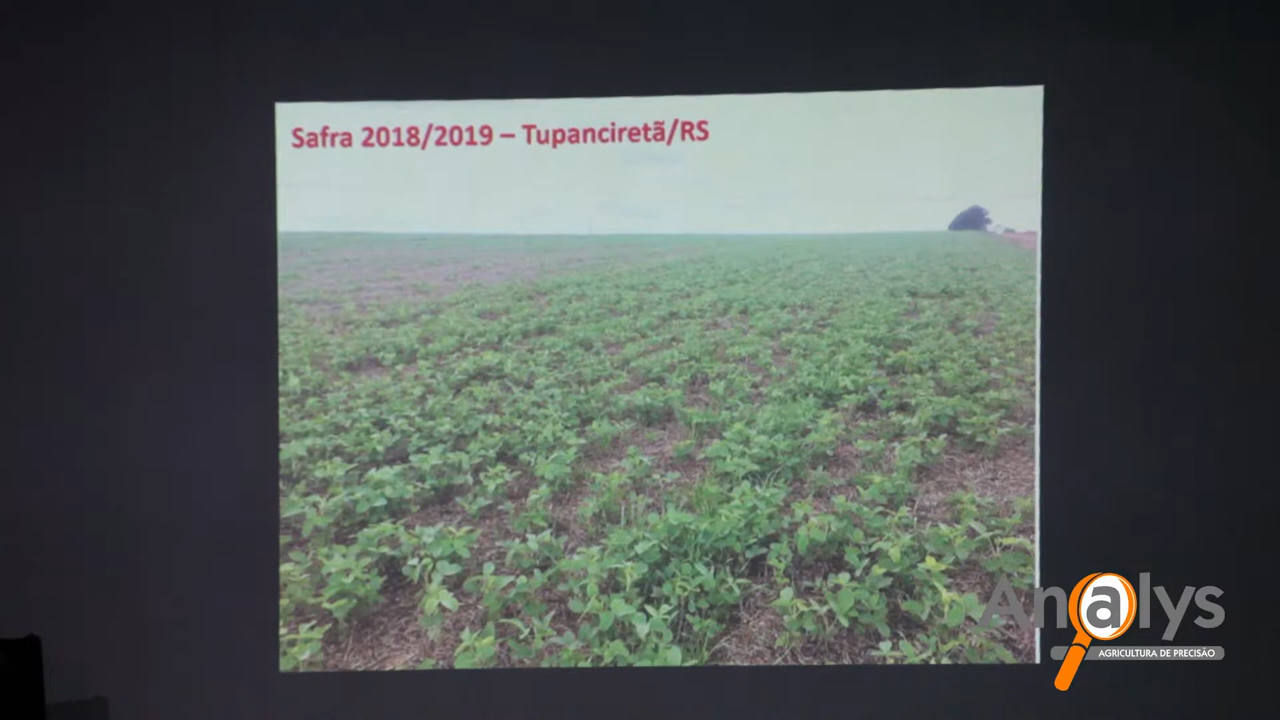 Safra 2018/2019 – Tupanciretã/RS
Analys
AGRICULTURA DE PRECISÃO